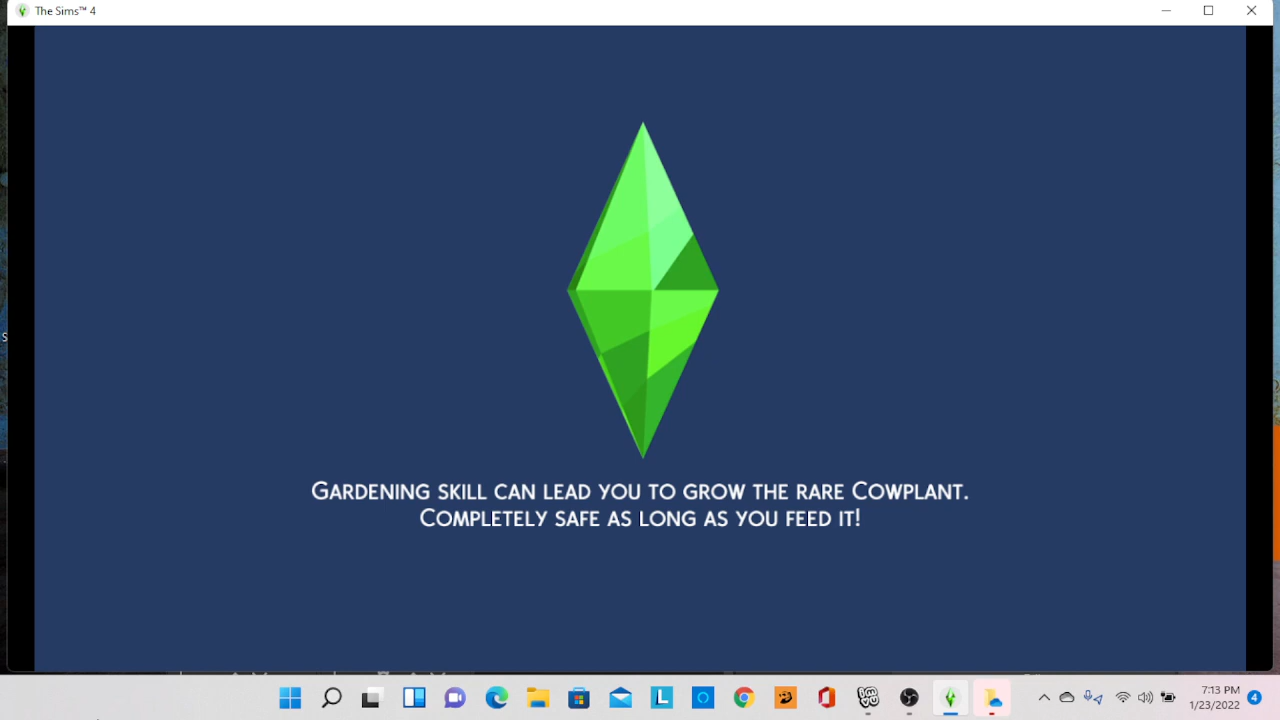 The Sims™ 4
Gardening skill can lead you to grow the rare Cowplant.
Completely safe as long as you feed it!
7:13 PM
1/23/2022
4